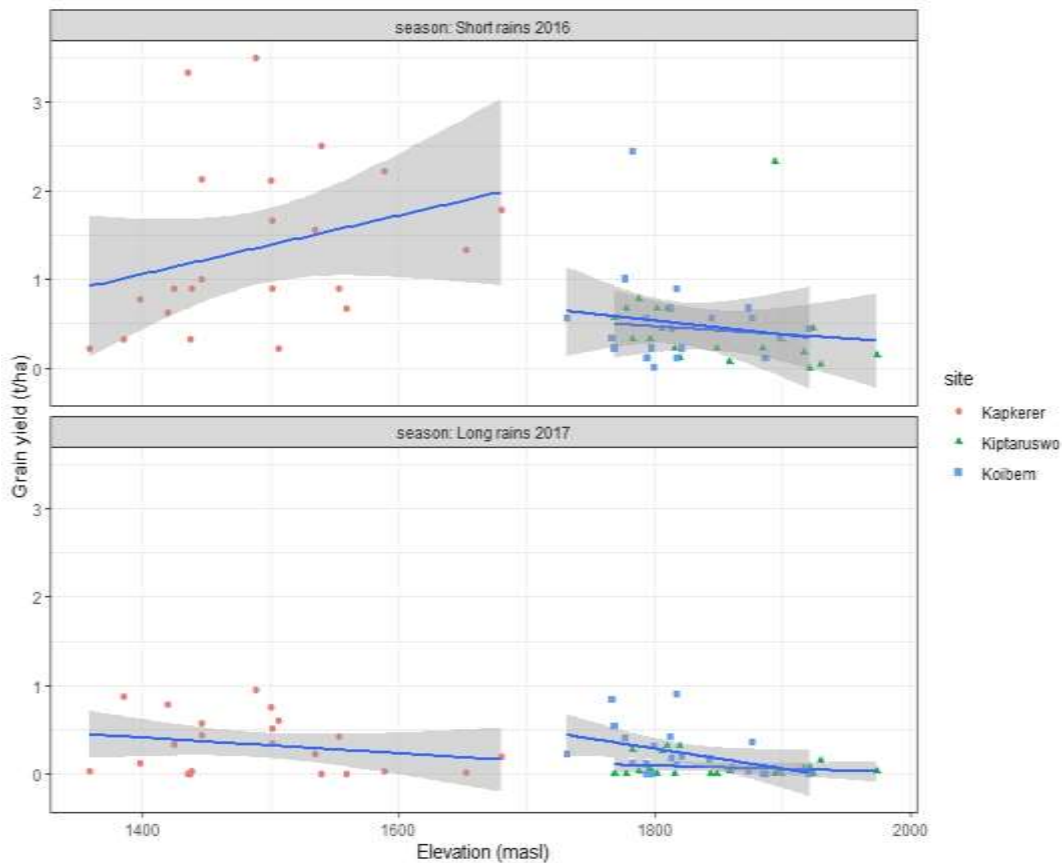 season: Short rains 2016
3
2
1
0
season: Long rains 2017
3
2
1
0
Grain yield (t/ha)
1400
1600
1800
2000
Elevation (masl)
site
Kapkerer
Kiptaruswo
Koibem